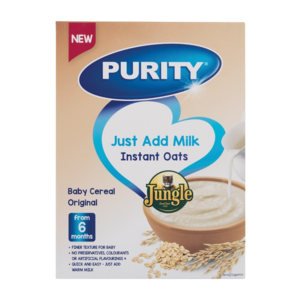 NEW
PURITY
Just Add Milk
Instant Oats
Jungle
Baby Cereal
Original
from
6
months
• FINER TEXTURE FOR BABY
• NO PRESERVATIVES, COLOURANTS
OR ARTIFICIAL FLAVOURINGS
• QUICK AND EASY - JUST ADD
WARM MILK